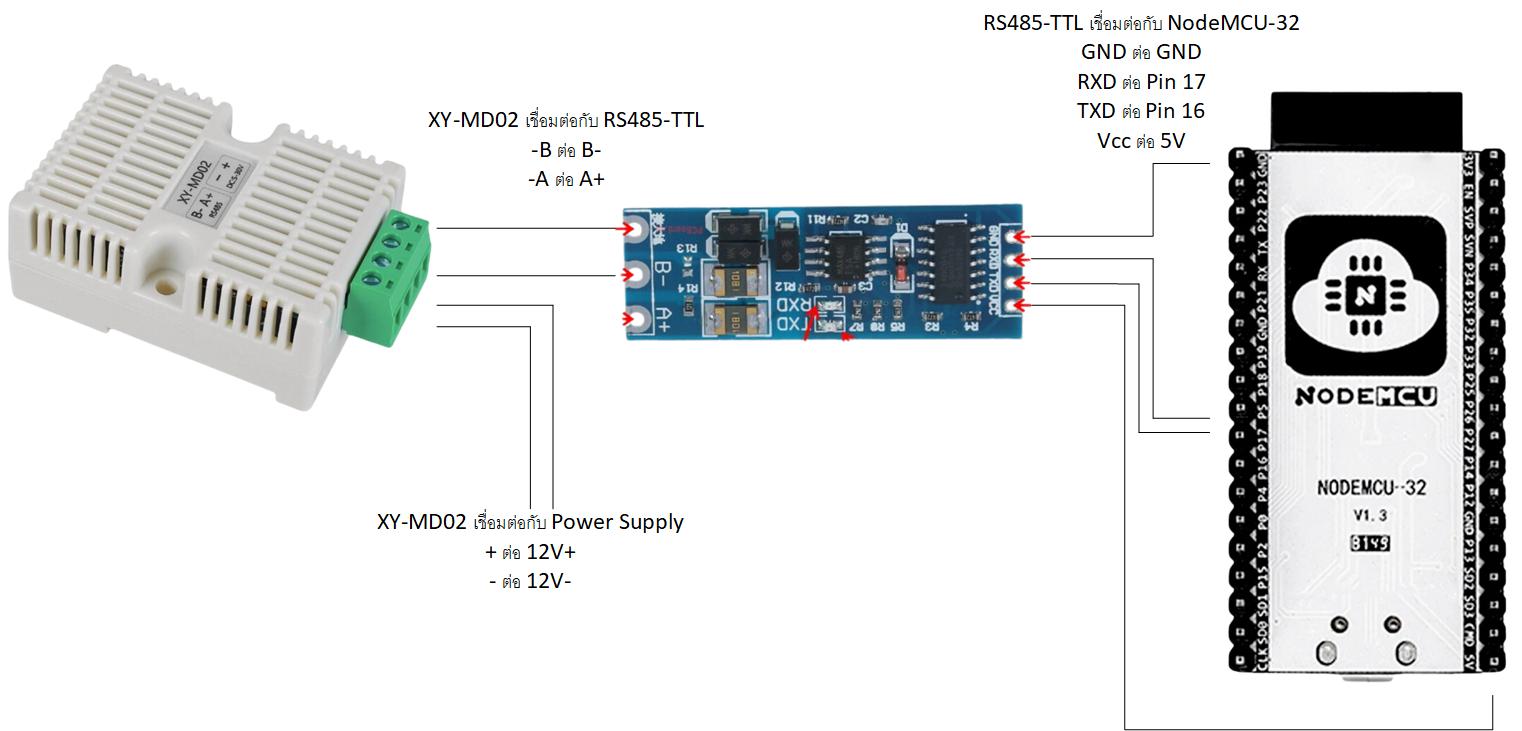 RS485-TTL เชื่อมต่อกับ NodeMCU-32
GND ต่อ GND
RXD ต่อ Pin 17
TXD ต่อ Pin 16
Vcc ต่อ 5V
XY-MD02 เชื่อมต่อกับ RS485-TTL
-B ต่อ B-
-A ต่อ A+
XY-MD02
B- A+
RS485
- +
DC5-30V
R13
B-
R14
A+
1081
1081
R11
C2
D1
R12
C3
RXD
TXD
R7
R3
R4
GND
RXD
TXD
VCC
XY-MD02 เชื่อมต่อกับ Power Supply
+ ต่อ 12V+
- ต่อ 12V-
GND P23 P22 TX RX P21 GND P19 P18 P5 P17 P16 P4 P0 P2 P15 SD1 SD0 CLK
3V3 EN SVP SVN P34 P35 P32 P33 P25 P26 P27 P14 P12 GND P13 SD2 SD3 CMD 5V
N
NODEMCU
NODEMCU-32
V1.3
8149